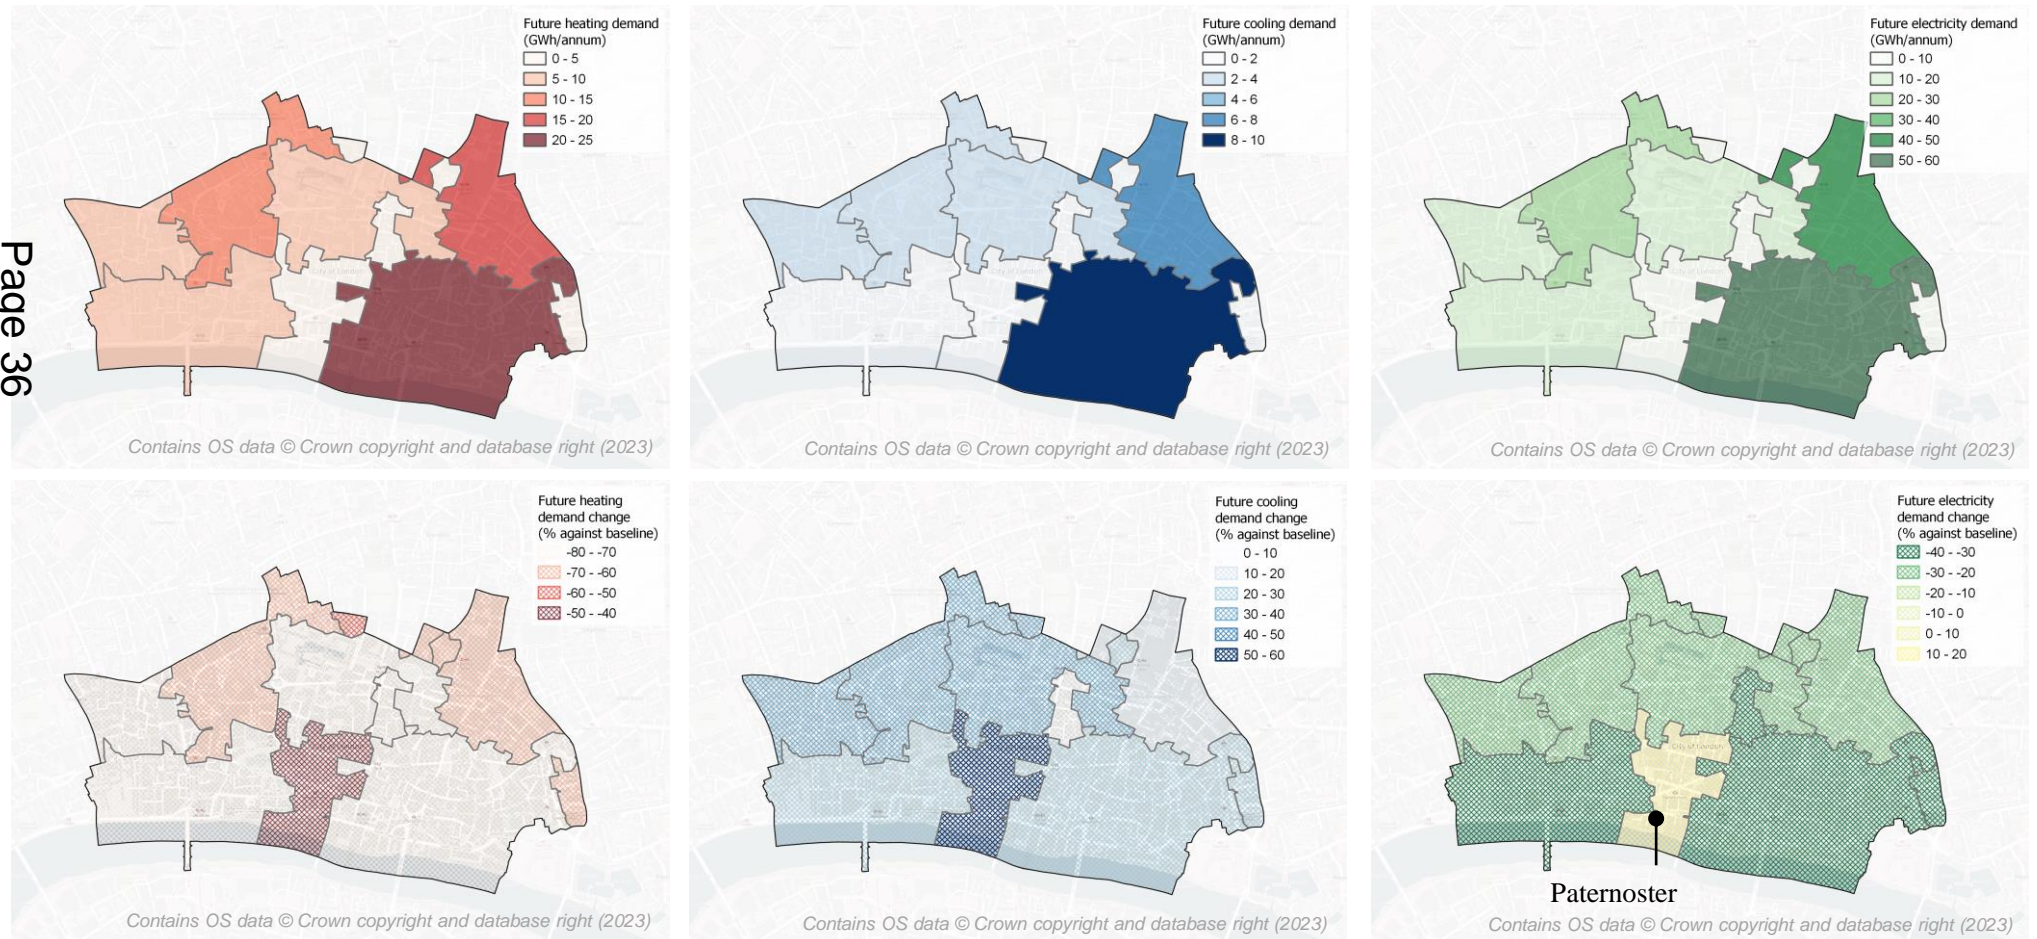 Page 36
Future heating demand
(GWh/annum)
0 - 5
5 - 10
10 - 15
15 - 20
20 - 25
Contains OS data © Crown copyright and database right (2023)
Future cooling demand
(GWh/annum)
0 - 2
2 - 4
4 - 6
6 - 8
8 - 10
Contains OS data © Crown copyright and database right (2023)
Future electricity demand
(GWh/annum)
0 - 10
10 - 20
20 - 30
30 - 40
40 - 50
50 - 60
Contains OS data © Crown copyright and database right (2023)
Future heating
demand change
(% against baseline)
-80 - -70
-70 - -60
-60 - -50
-50 - -40
Contains OS data © Crown copyright and database right (2023)
Future cooling
demand change
(% against baseline)
0 - 10
10 - 20
20 - 30
30 - 40
40 - 50
50 - 60
Contains OS data © Crown copyright and database right (2023)
Future electricity
demand change
(% against baseline)
-40 - -30
-30 - -20
-20 - -10
-10 - 0
0 - 10
10 - 20
City of London
Paternoster
Contains OS data © Crown copyright and database right (2023)